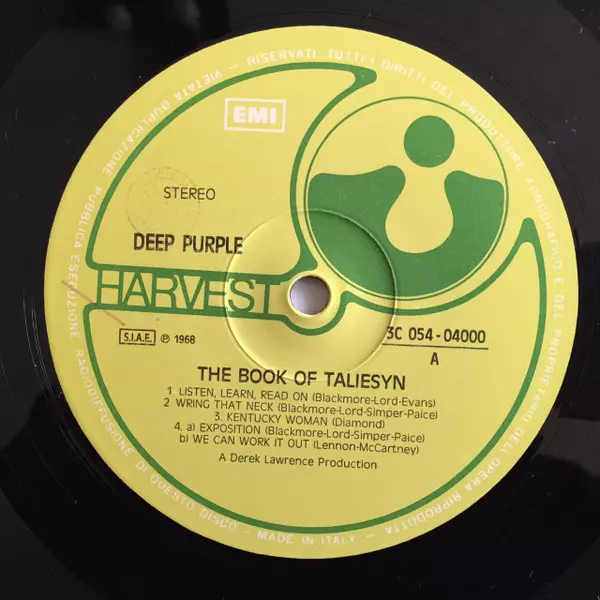 VIETATA DUPLICAZIONE PUBBLICA ESECUZIONE RADIODIFFUSIONE DI QUESTO DISCO - MADE IN ITALY - RISERVATI TUTTI I DIRITTI DEL PRODUTTORE FONOGRAFICO E DEL PROPRIETARIO DELL'OPERA RIPRODOTTA
EMI
STEREO
DEEP PURPLE
HARVEST
3C 054-04000
S.I.A.E. ℗ 1968
A
THE BOOK OF TALIESYN
1 LISTEN, LEARN, READ ON (Blackmore-Lord-Evans)
2. WRING THAT NECK (Blackmore-Lord-Simper-Paice)
3. KENTUCKY WOMAN (Diamond)
4. a) EXPOSITION (Blackmore-Lord-Simper-Paice)
b) WE CAN WORK IT OUT (Lennon-McCartney)
A Derek Lawrence Production